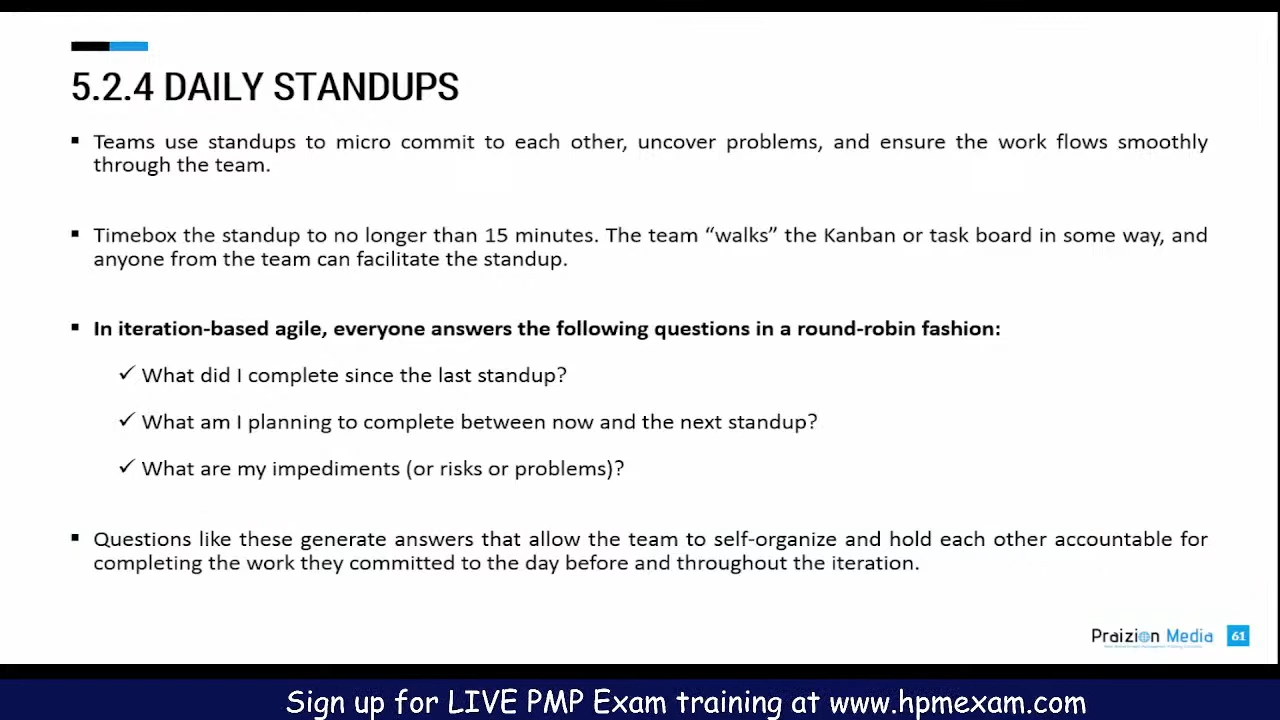 5.2.4 DAILY STANDUPS
▪ Teams use standups to micro commit to each other, uncover problems, and ensure the work flows smoothly
through the team.
▪ Timebox the standup to no longer than 15 minutes. The team “walks” the Kanban or task board in some way, and
anyone from the team can facilitate the standup.
▪ In iteration-based agile, everyone answers the following questions in a round-robin fashion:
✓ What did I complete since the last standup?
✓ What am I planning to complete between now and the next standup?
✓ What are my impediments (or risks or problems)?
▪ Questions like these generate answers that allow the team to self-organize and hold each other accountable for
completing the work they committed to the day before and throughout the iteration.
Praizion Media 61
Sign up for LIVE PMP Exam training at www.hpmexam.com